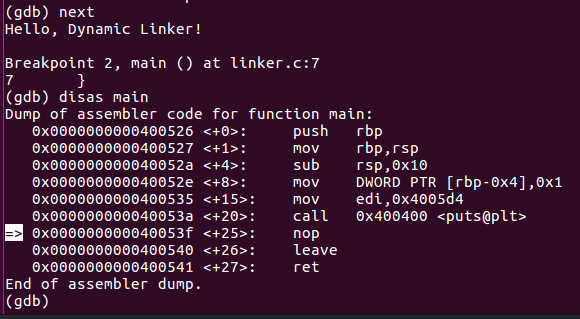 (gdb) next
Hello, Dynamic Linker!

Breakpoint 2, main () at linker.c:7
7       }
(gdb) disas main
Dump of assembler code for function main:
   0x0000000000400526 <+0>:     push   rbp
   0x0000000000400527 <+1>:     mov    rbp,rsp
   0x000000000040052a <+4>:     sub    rsp,0x10
   0x000000000040052e <+8>:     mov    DWORD PTR [rbp-0x4],0x1
   0x0000000000400535 <+15>:    mov    edi,0x4005d4
   0x000000000040053a <+20>:    call   0x400400 <puts@plt>
=> 0x000000000040053f <+25>:    nop
   0x0000000000400540 <+26>:    leave
   0x0000000000400541 <+27>:    ret
End of assembler dump.
(gdb)